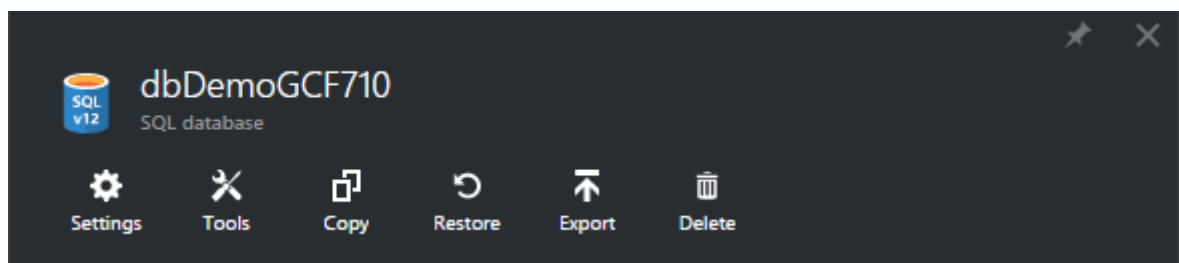 dbDemoGCF710
SQL
v12
SQL database
Settings Tools Copy Restore Export Delete